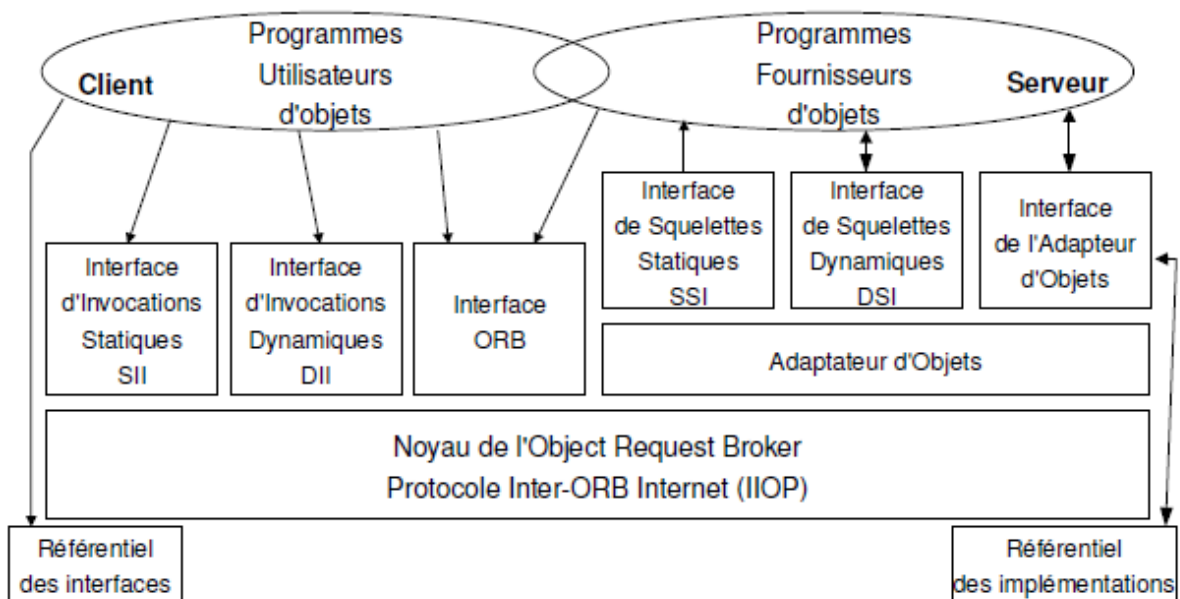 Programmes
Utilisateurs
d'objets
Client
Programmes
Fournisseurs
d'objets
Serveur
Interface
d'Invocations
Statiques
SII
Interface
d'Invocations
Dynamiques
DII
Interface
ORB
Interface
de Squelettes
Statiques
SSI
Interface
de Squelettes
Dynamiques
DSI
Interface
de l'Adapteur
d'Objets
Adaptateur d'Objets
Noyau de l'Object Request Broker
Protocole Inter-ORB Internet (IIOP)
Référentiel
des interfaces
Référentiel
des implémentations